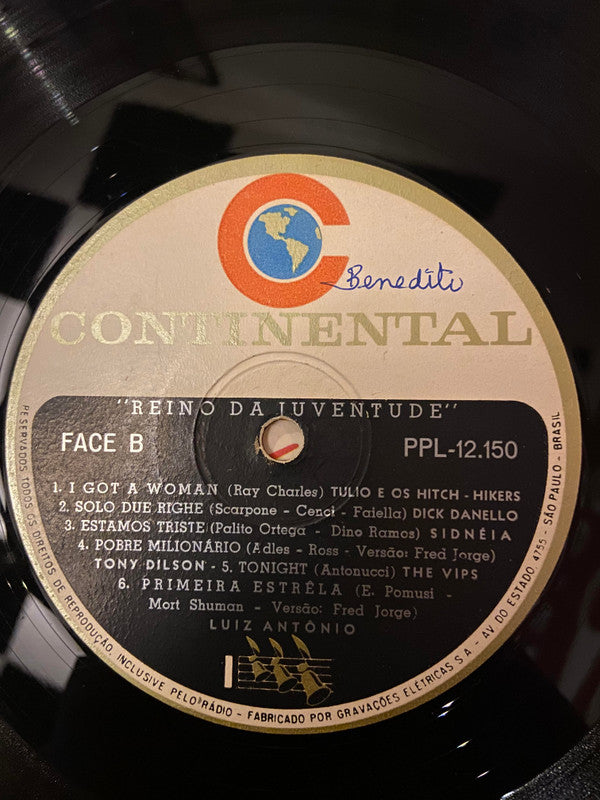 Benedito
CONTINENTAL
"REINO DA JUVENTUDE"
FACE B
PPL-12.150
1. I GOT A WOMAN (Ray Charles) TULIO E OS HITCH - HIKERS
2. SOLO DUE RIGHE (Scarpone - Cenci - Faiella) DICK DANELLO
3. ESTAMOS TRISTE (Palito Ortega - Dino Ramos) SIDNÉIA
4. POBRE MILIONÁRIO (Adles - Ross - Versão: Fred Jorge)
TONY DILSON - 5. TONIGHT (Antonucci) THE VIPS
6. PRIMEIRA ESTRÊLA (E. Pomusi -
Mort Shuman - Versão: Fred Jorge)
LUIZ ANTÔNIO
RESERVADOS TODOS OS DIREITOS DE REPRODUÇÃO, INCLUSIVE PELO RÁDIO - FABRICADO POR GRAVAÇÕES ELÉTRICAS S.A. - AV DO ESTADO, 4755 - SÃO PAULO - BRASIL